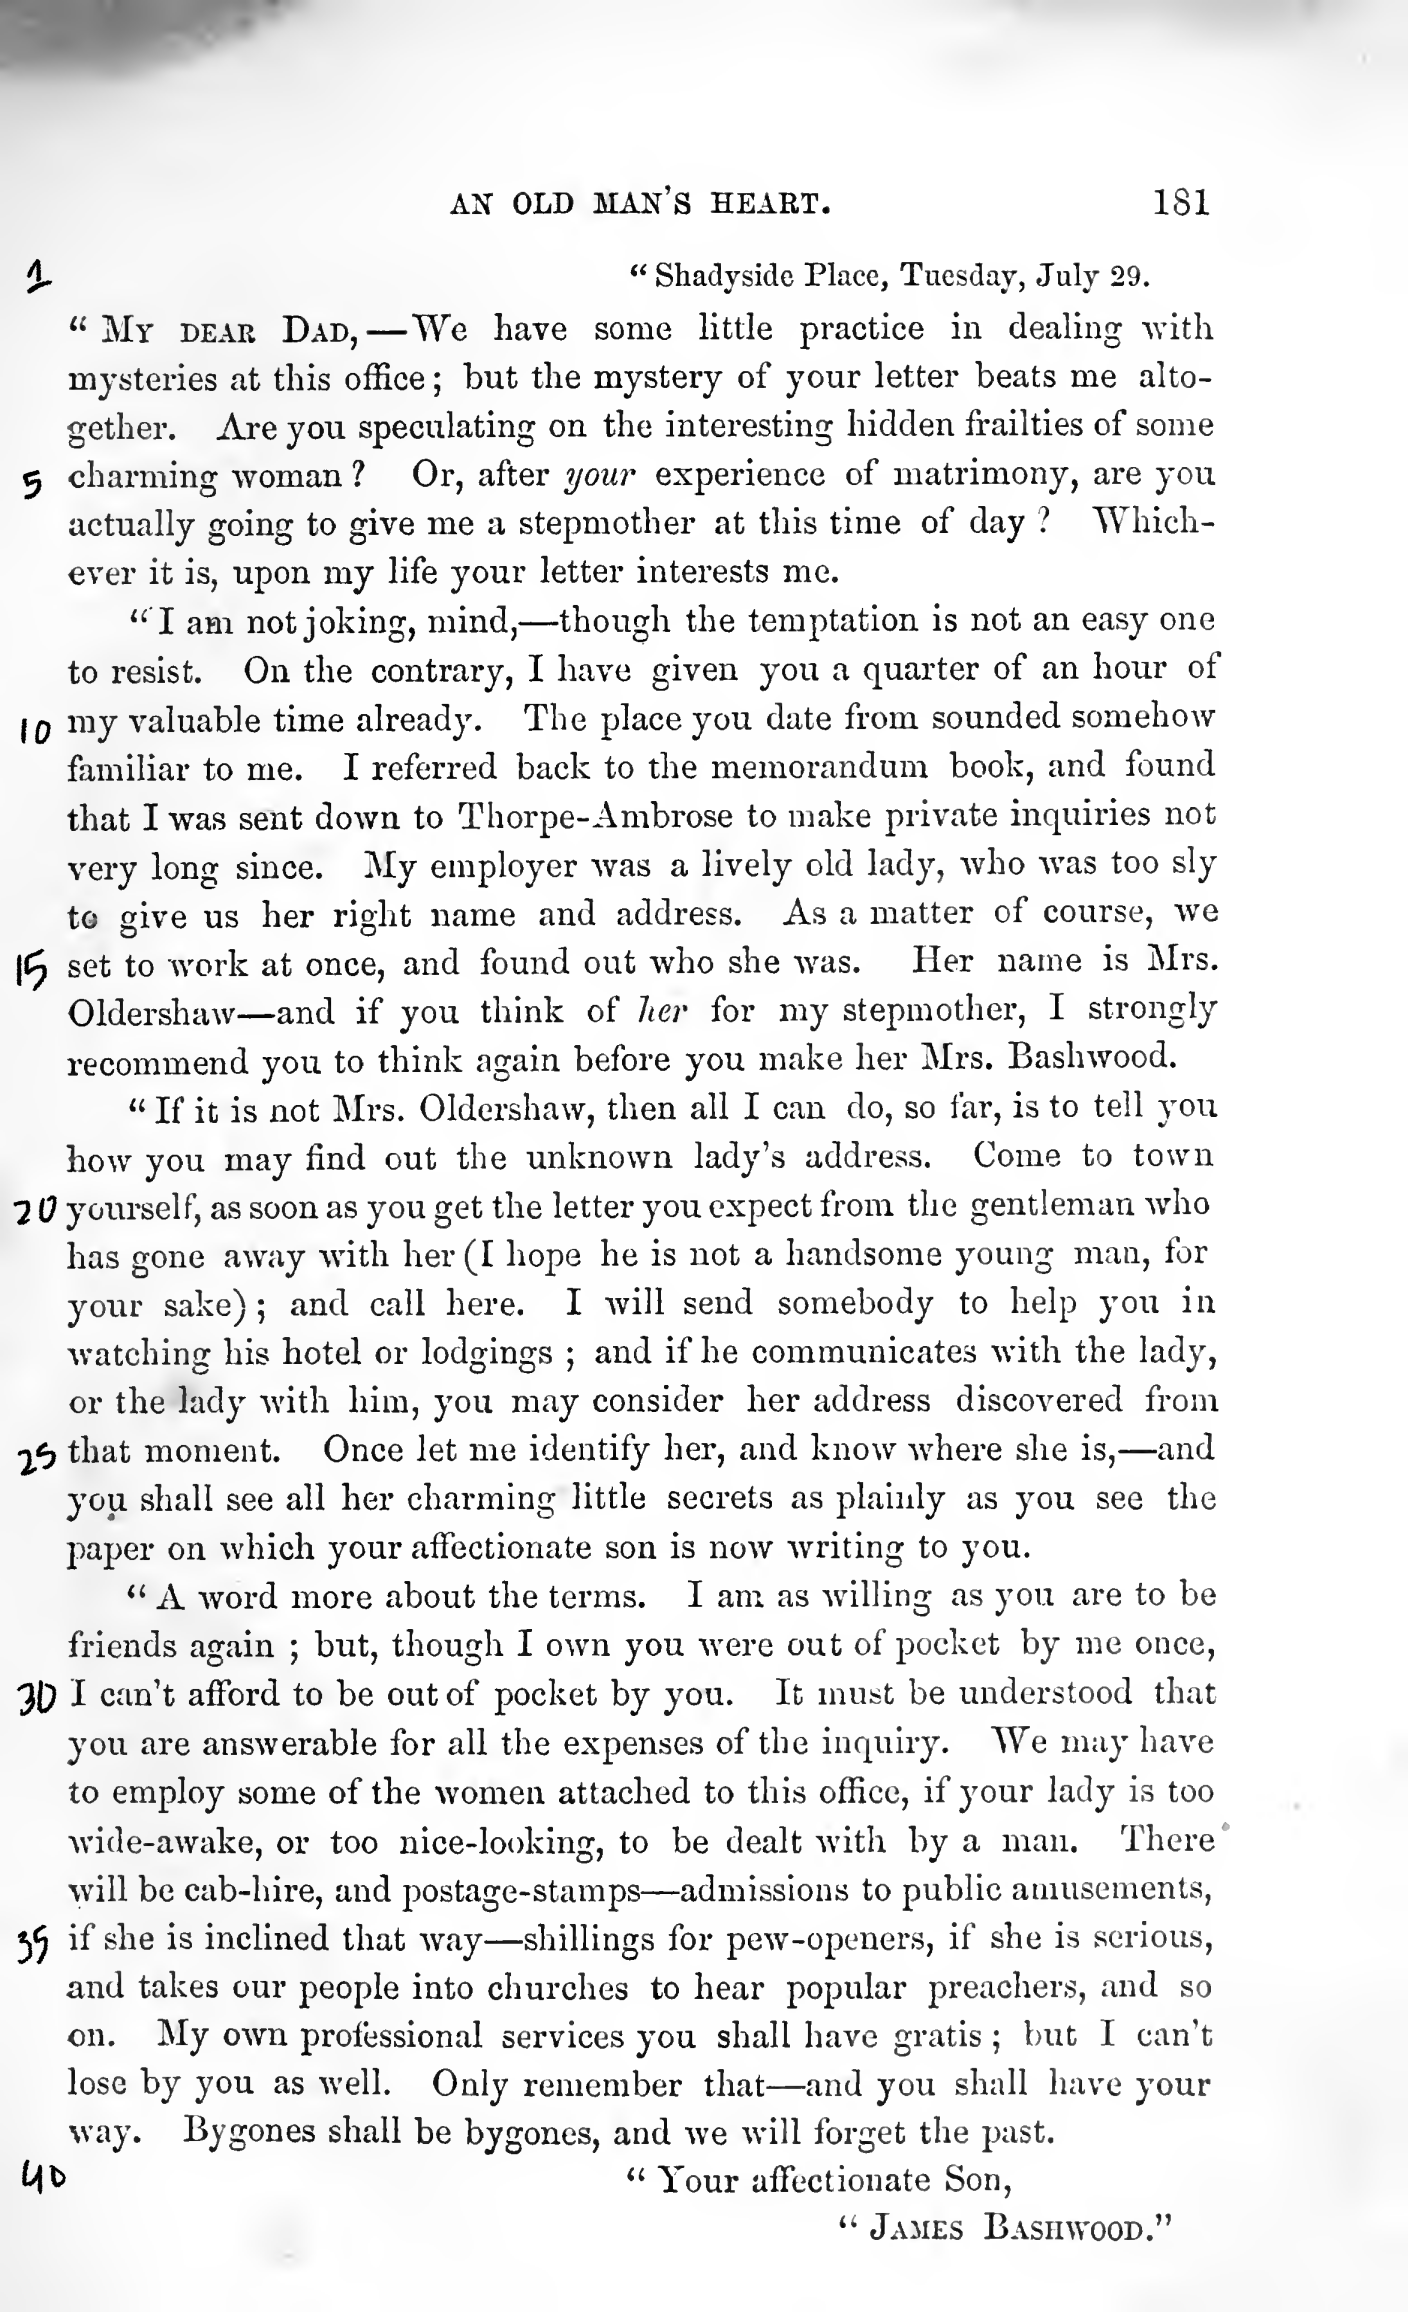 AN OLD MAN'S HEART. 181
1 “ Shadyside Place, Tuesday, July 29.
“ MY DEAR DAD,—We have some little practice in dealing with
mysteries at this office ; but the mystery of your letter beats me alto-
gether. Are you speculating on the interesting hidden frailties of some
5 charming woman ? Or, after your experience of matrimony, are you
actually going to give me a stepmother at this time of day ? Which-
ever it is, upon my life your letter interests me.
“ I am not joking, mind,—though the temptation is not an easy one
to resist. On the contrary, I have given you a quarter of an hour of
10 my valuable time already. The place you date from sounded somehow
familiar to me. I referred back to the memorandum book, and found
that I was sent down to Thorpe-Ambrose to make private inquiries not
very long since. My employer was a lively old lady, who was too sly
to give us her right name and address. As a matter of course, we
15 set to work at once, and found out who she was. Her name is Mrs.
Oldershaw—and if you think of her for my stepmother, I strongly
recommend you to think again before you make her Mrs. Bashwood.
“ If it is not Mrs. Oldershaw, then all I can do, so far, is to tell you
how you may find out the unknown lady's address. Come to town
20 yourself, as soon as you get the letter you expect from the gentleman who
has gone away with her (I hope he is not a handsome young man, for
your sake) ; and call here. I will send somebody to help you in
watching his hotel or lodgings ; and if he communicates with the lady,
or the lady with him, you may consider her address discovered from
25 that moment. Once let me identify her, and know where she is,—and
you shall see all her charming little secrets as plainly as you see the
paper on which your affectionate son is now writing to you.
“ A word more about the terms. I am as willing as you are to be
friends again ; but, though I own you were out of pocket by me once,
30 I can't afford to be out of pocket by you. It must be understood that
you are answerable for all the expenses of the inquiry. We may have
to employ some of the women attached to this office, if your lady is too
wide-awake, or too nice-looking, to be dealt with by a man. There
will be cab-hire, and postage-stamps—admissions to public amusements,
35 if she is inclined that way—shillings for pew-openers, if she is serious,
and takes our people into churches to hear popular preachers, and so
on. My own professional services you shall have gratis ; but I can't
lose by you as well. Only remember that—and you shall have your
way. Bygones shall be bygones, and we will forget the past.
40 “ Your affectionate Son,
“ JAMES BASHWOOD.”